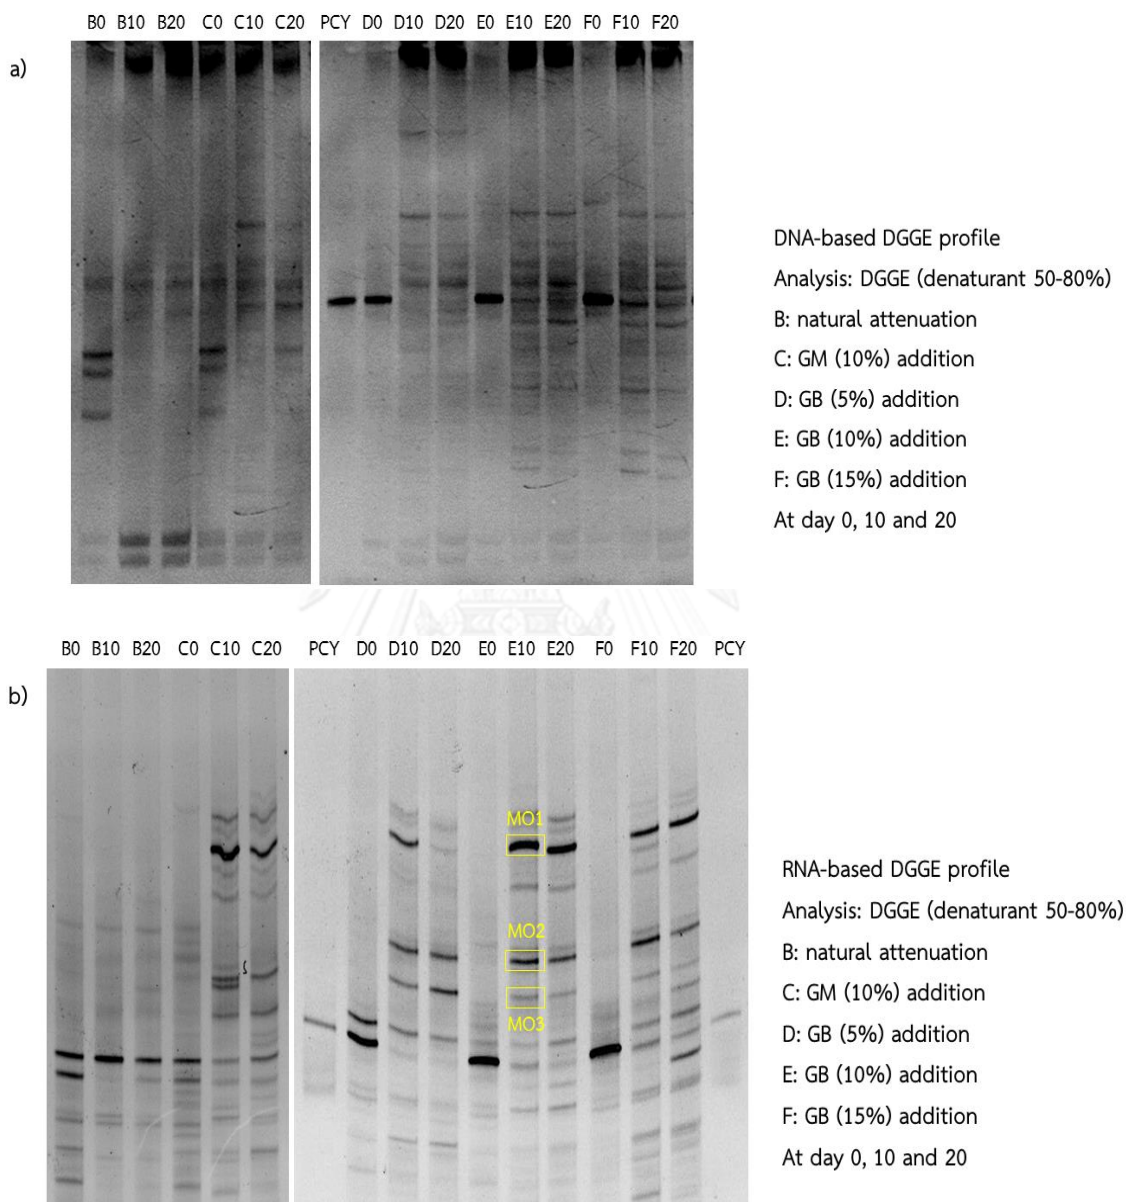 B0 B10 B20 C0 C10 C20 PCY D0 D10 D20 E0 E10 E20 F0 F10 F20
a)
DNA-based DGGE profile
Analysis: DGGE (denaturant 50-80%)
B: natural attenuation
C: GM (10%) addition
D: GB (5%) addition
E: GB (10%) addition
F: GB (15%) addition
At day 0, 10 and 20
B0 B10 B20 C0 C10 C20 PCY D0 D10 D20 E0 E10 E20 F0 F10 F20 PCY
b)
MO1
MO2
MO3
RNA-based DGGE profile
Analysis: DGGE (denaturant 50-80%)
B: natural attenuation
C: GM (10%) addition
D: GB (5%) addition
E: GB (10%) addition
F: GB (15%) addition
At day 0, 10 and 20